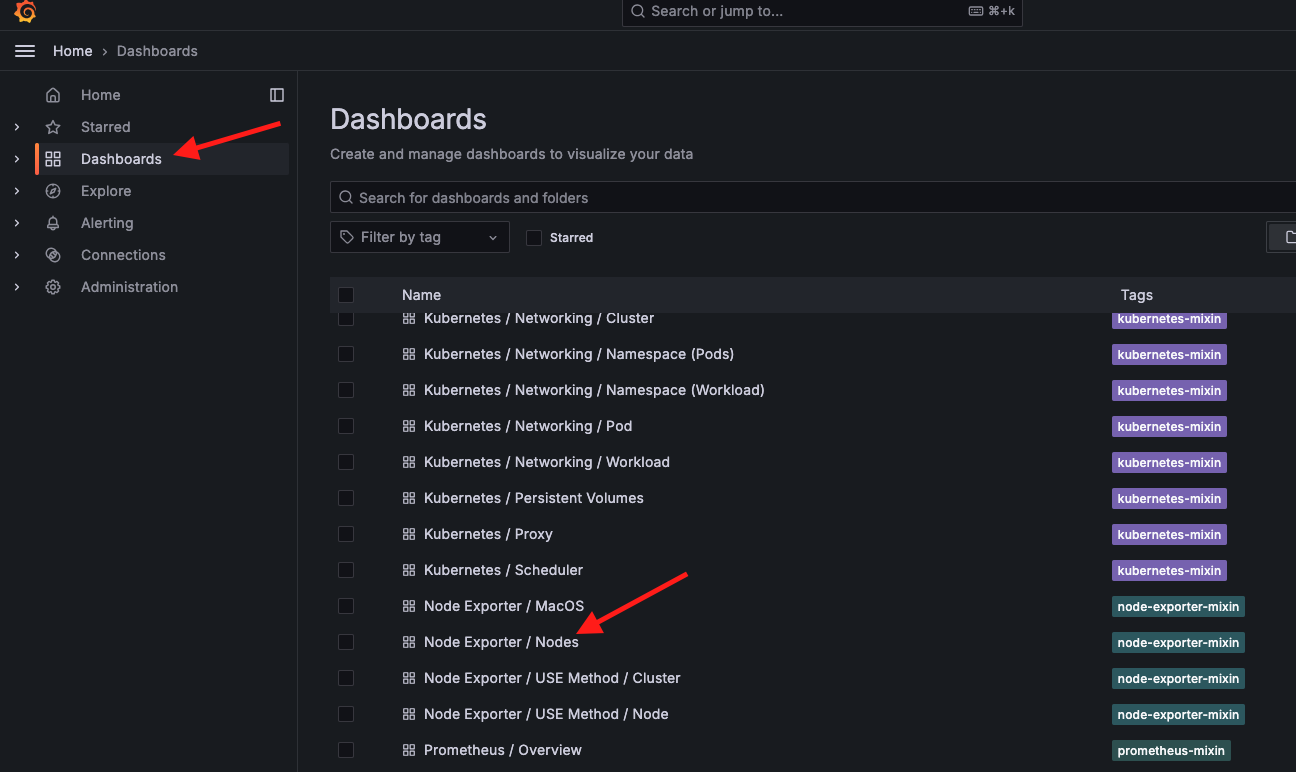 Search or jump to...
⌘+k
Home › Dashboards
Home
Starred
Dashboards
Explore
Alerting
Connections
Administration
Dashboards
Create and manage dashboards to visualize your data
Search for dashboards and folders
Filter by tag
Starred
Name Tags
Kubernetes / Networking / Cluster kubernetes-mixin
Kubernetes / Networking / Namespace (Pods) kubernetes-mixin
Kubernetes / Networking / Namespace (Workload) kubernetes-mixin
Kubernetes / Networking / Pod kubernetes-mixin
Kubernetes / Networking / Workload kubernetes-mixin
Kubernetes / Persistent Volumes kubernetes-mixin
Kubernetes / Proxy kubernetes-mixin
Kubernetes / Scheduler kubernetes-mixin
Node Exporter / MacOS node-exporter-mixin
Node Exporter / Nodes node-exporter-mixin
Node Exporter / USE Method / Cluster node-exporter-mixin
Node Exporter / USE Method / Node node-exporter-mixin
Prometheus / Overview prometheus-mixin